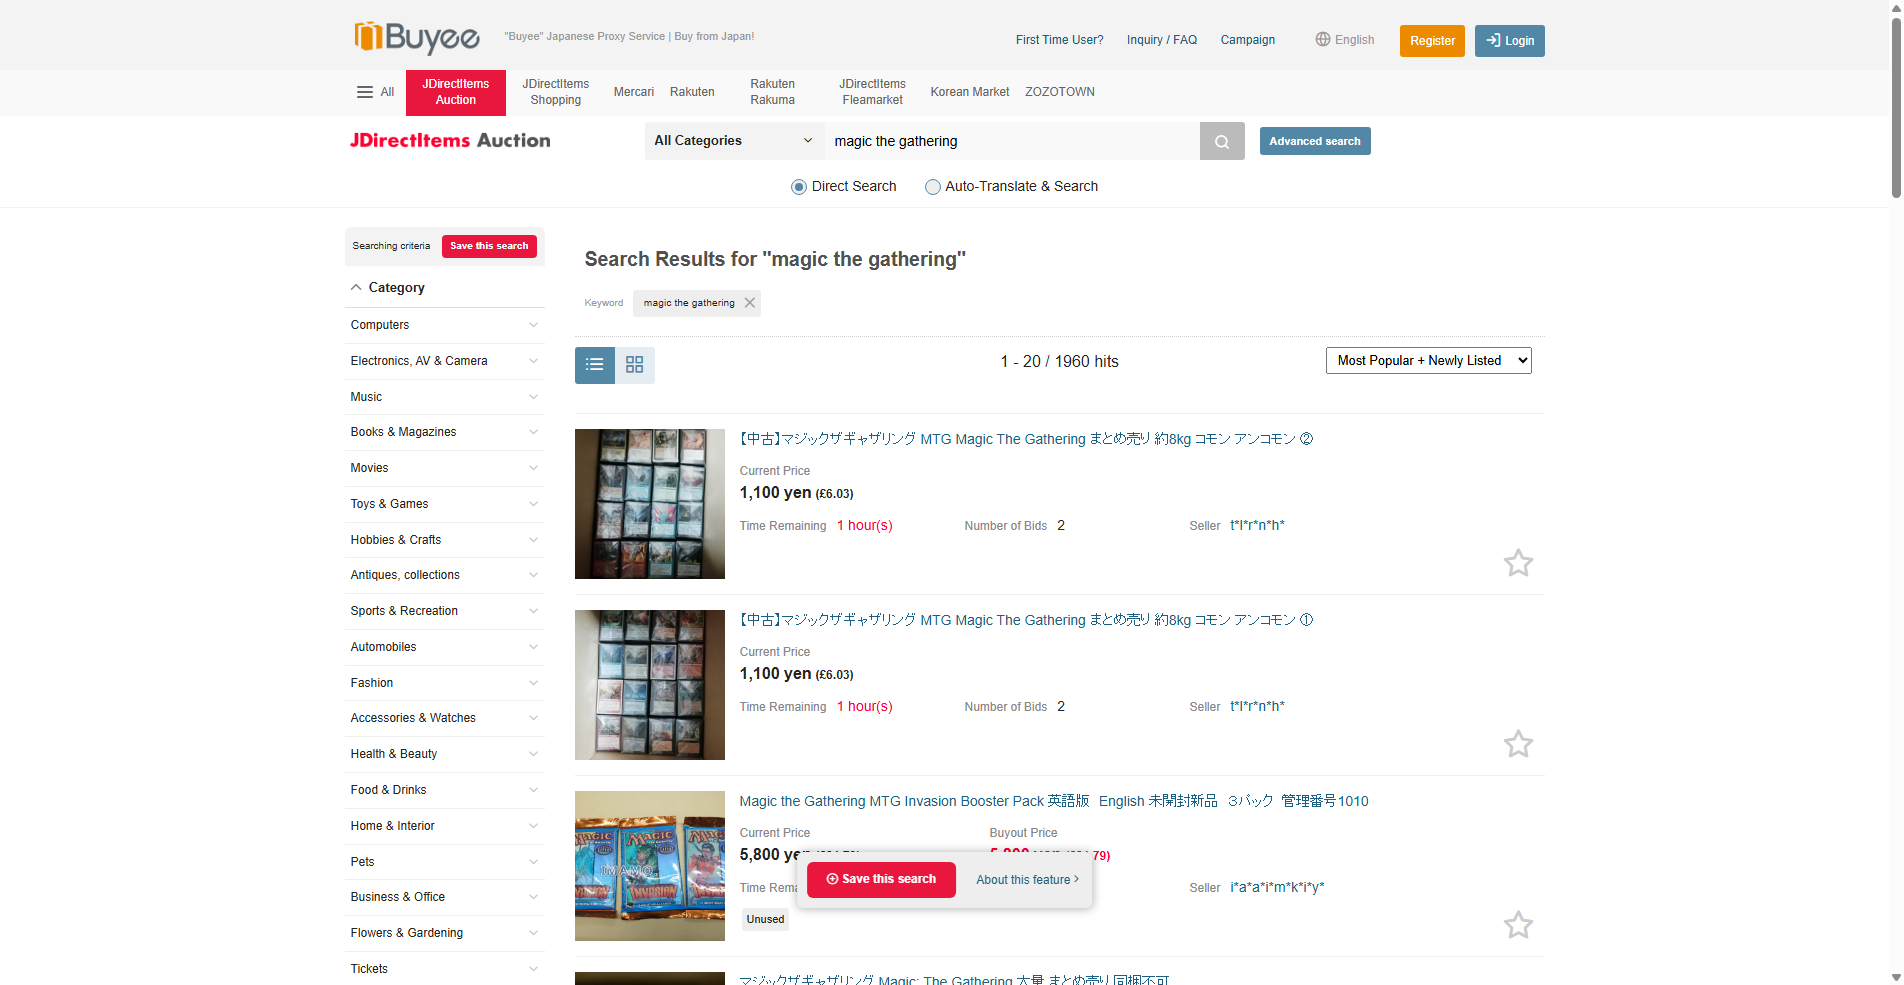 Buyee
"Buyee" Japanese Proxy Service | Buy from Japan!
First Time User?
Inquiry / FAQ
Campaign
English
Register
Login
All
JDirectItems Auction
JDirectItems Shopping
Mercari
Rakuten
Rakuten Rakuma
JDirectItems Fleamarket
Korean Market
ZOZOTOWN
JDirectItems Auction
All Categories
magic the gathering
Advanced search
Direct Search
Auto-Translate & Search
Searching criteria
Save this search
Category
Computers
Electronics, AV & Camera
Music
Books & Magazines
Movies
Toys & Games
Hobbies & Crafts
Antiques, collections
Sports & Recreation
Automobiles
Fashion
Accessories & Watches
Health & Beauty
Food & Drinks
Home & Interior
Pets
Business & Office
Flowers & Gardening
Tickets
Search Results for "magic the gathering"
Keyword
magic the gathering
1 - 20 / 1960 hits
Most Popular + Newly Listed
【中古】マジックザギャザリング MTG Magic The Gathering まとめ売り 約8kg コモン アンコモン ②
Current Price
1,100 yen (£6.03)
Time Remaining 1 hour(s)
Number of Bids 2
Seller t*l*r*n*h*
【中古】マジックザギャザリング MTG Magic The Gathering まとめ売り 約8kg コモン アンコモン ①
Current Price
1,100 yen (£6.03)
Time Remaining 1 hour(s)
Number of Bids 2
Seller t*l*r*n*h*
Magic the Gathering MTG Invasion Booster Pack 英語版 English 未開封新品 3パック 管理番号1010
Current Price
Buyout Price
5,800 yen
Time
Seller i*a*a*i*m*k*i*y*
Unused
Save this search
About this feature
MAGIC
INVASION
マジックザギャザリング Magic: The Gathering 大量 まとめ売り 同梱不可